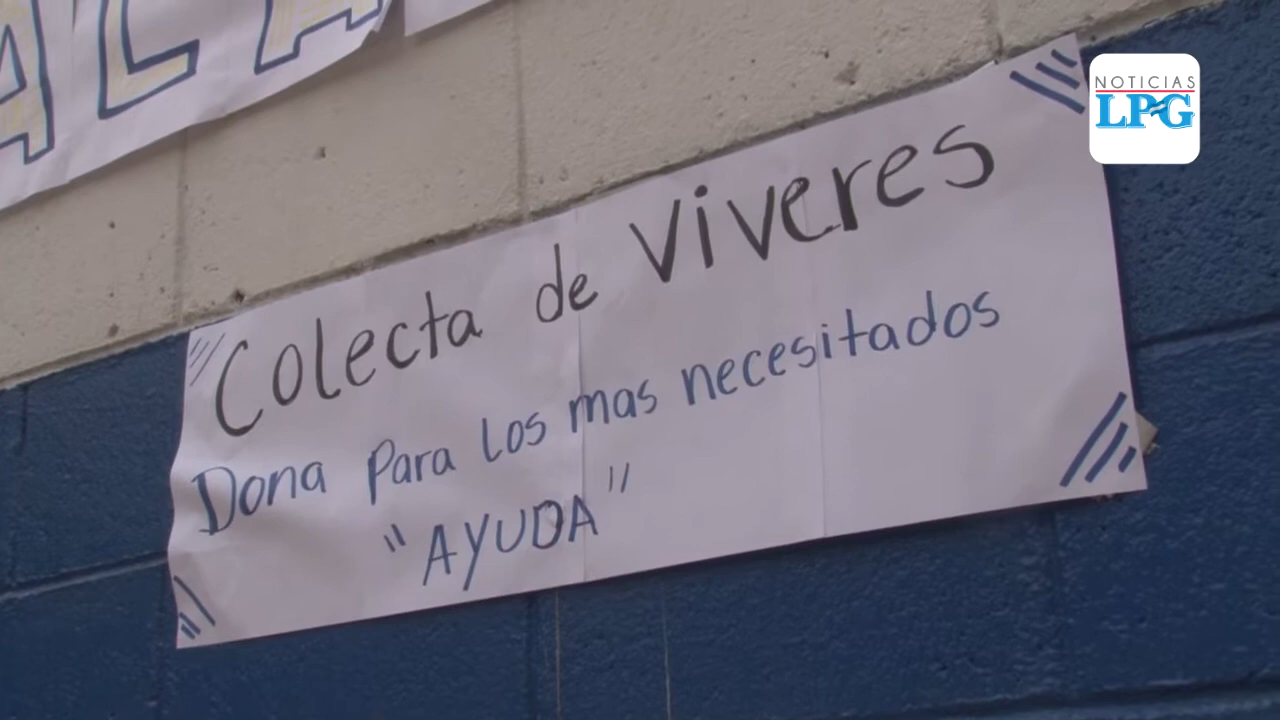 NOTICIAS
LPG
Colecta de viveres
Dona para los mas necesitados
"AYUDA"